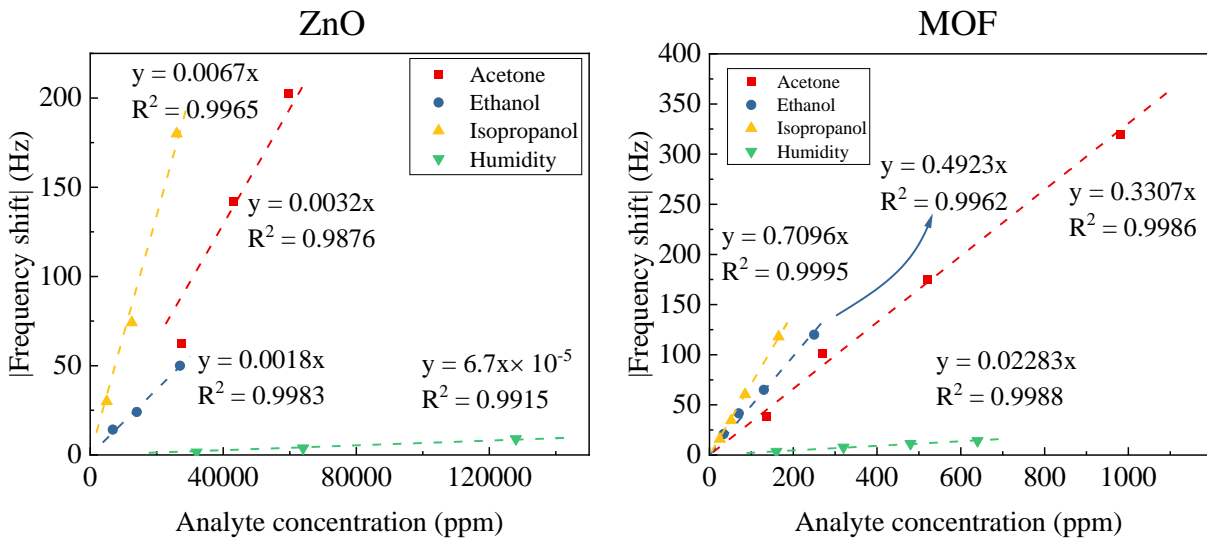 ZnO
y = 0.0067x
R² = 0.9965
Acetone
Ethanol
Isopropanol
Humidity
y = 0.0032x
R² = 0.9876
y = 0.0018x
R² = 0.9983
y = 6.7x× 10⁻⁵
R² = 0.9915
200
150
100
50
0
|Frequency shift| (Hz)
0
40000
80000
120000
Analyte concentration (ppm)
MOF
Acetone
Ethanol
Isopropanol
Humidity
y = 0.4923x
R² = 0.9962
y = 0.3307x
R² = 0.9986
y = 0.7096x
R² = 0.9995
y = 0.02283x
R² = 0.9988
400
350
300
250
200
150
100
50
0
|Frequency shift| (Hz)
0
200
400
600
800
1000
Analyte concentration (ppm)